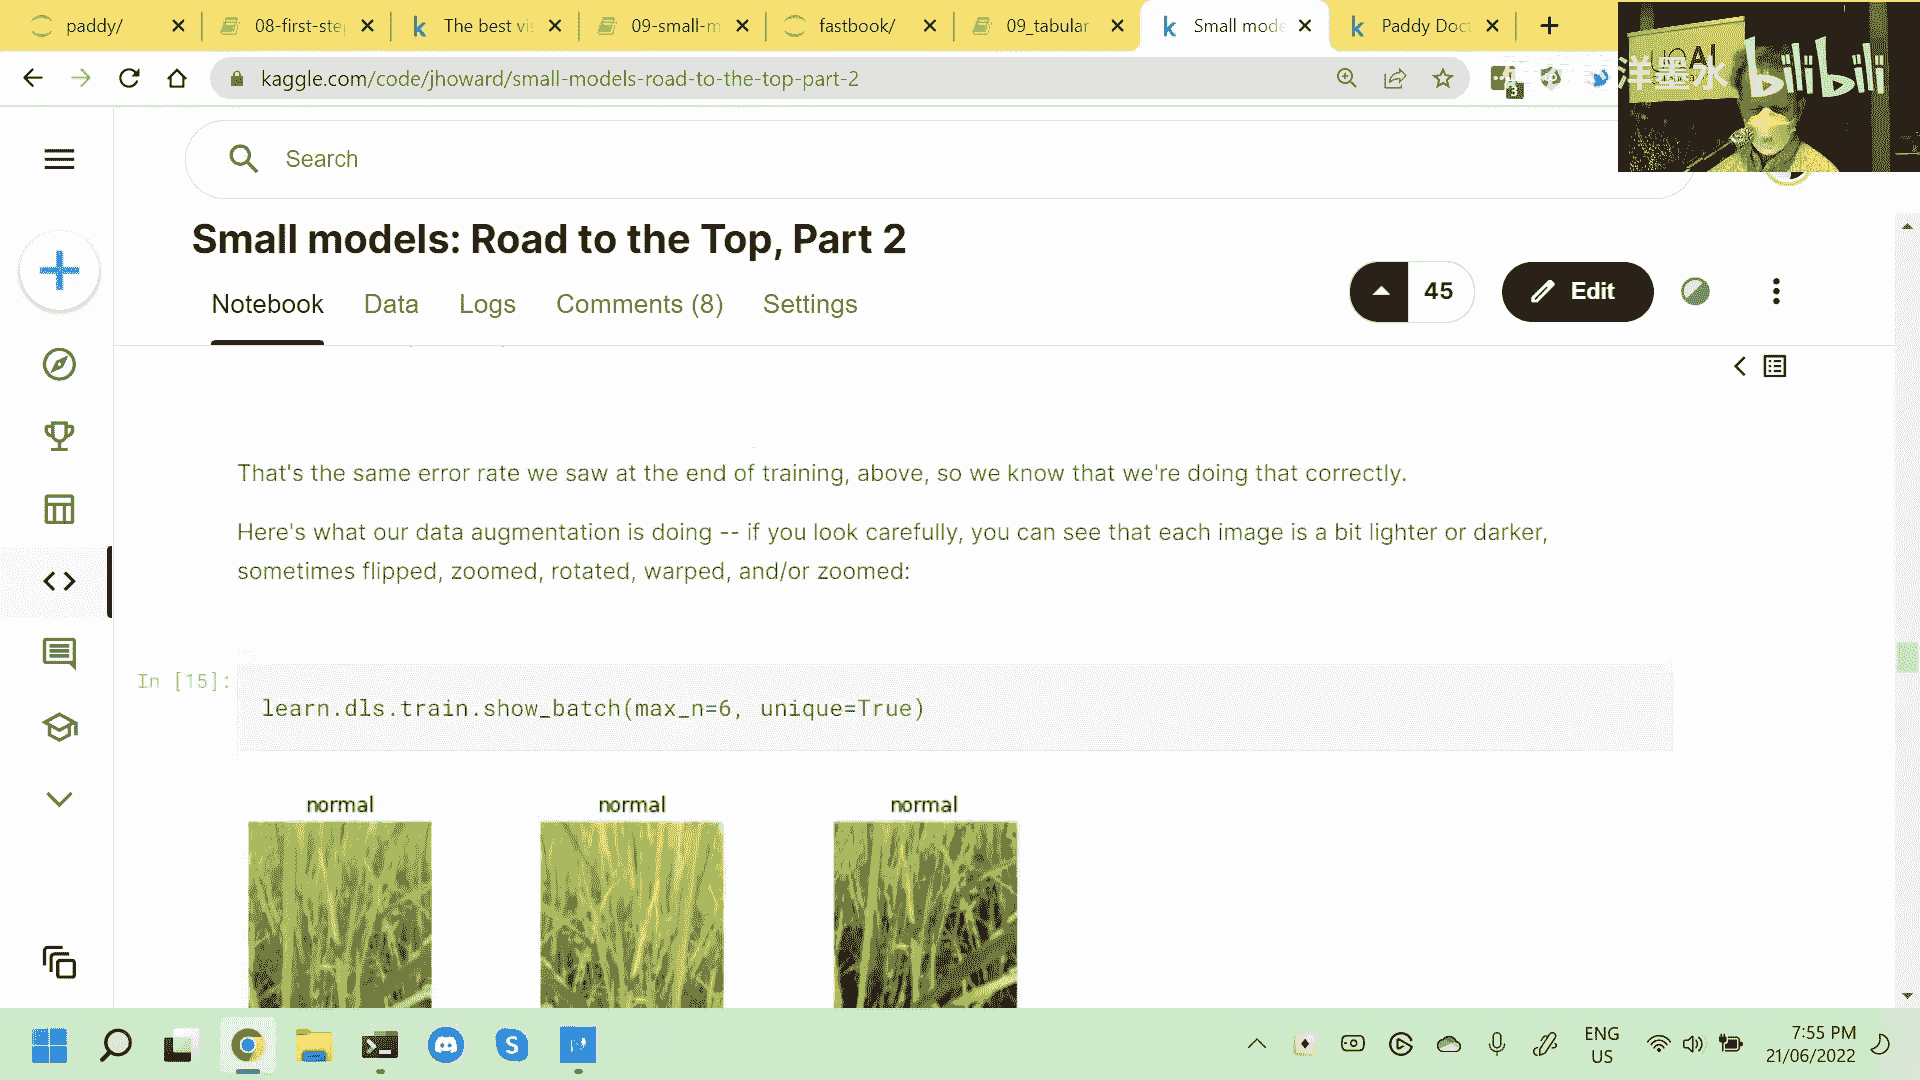 paddy/
08-first-ste
The best vi
09-small-m
fastbook/
09_tabular
Small mode
Paddy Doct
kaggle.com/code/jhoward/small-models-road-to-the-top-part-2
3
洋墨水
bilibili
Search
Small models: Road to the Top, Part 2
45
Edit
Notebook
Data
Logs
Comments (8)
Settings
That's the same error rate we saw at the end of training, above, so we know that we're doing that correctly.
Here's what our data augmentation is doing -- if you look carefully, you can see that each image is a bit lighter or darker,
sometimes flipped, zoomed, rotated, warped, and/or zoomed:
In [15]:
learn.dls.train.show_batch(max_n=6, unique=True)
normal
normal
normal
ENG
US
7:55 PM
21/06/2022